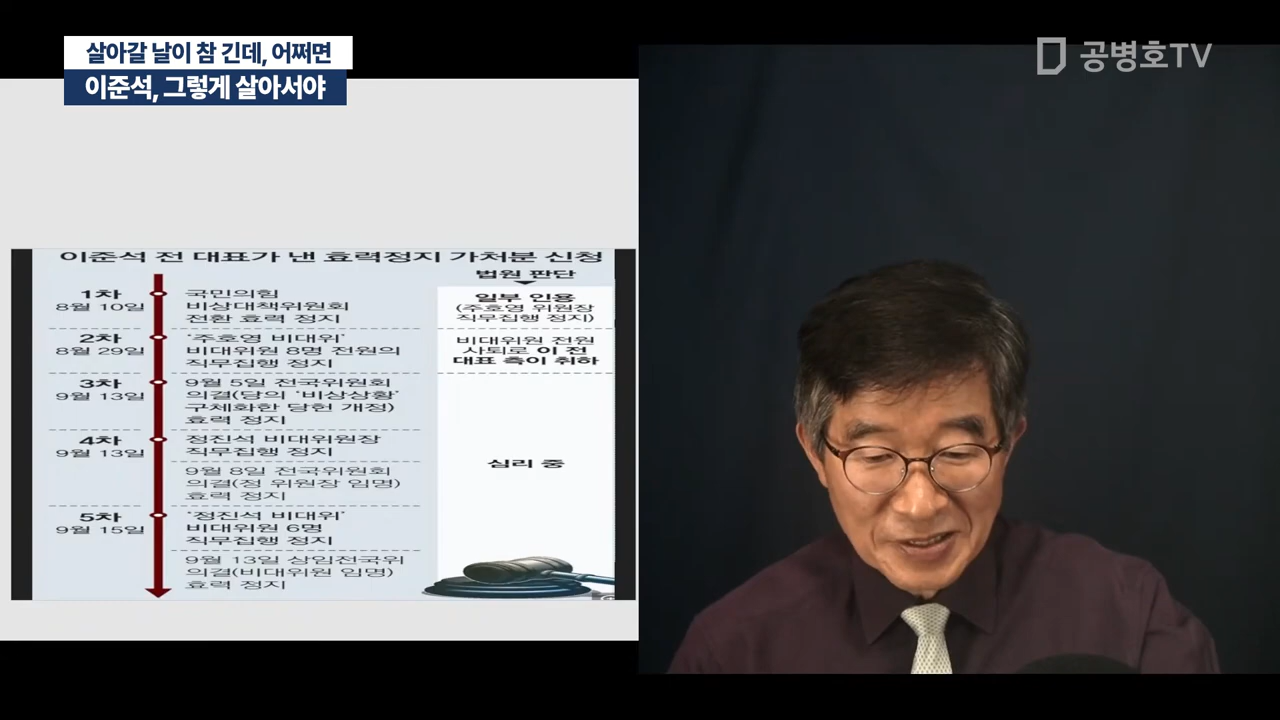 살아갈 날이 참 긴데, 어쩌면
이준석, 그렇게 살아서야
공병호TV
이준석 전 대표가 낸 효력정지 가처분 신청
법원 판단
1차
8월 10일
국민의힘
비상대책위원회
전환 효력 정지
일부 인용
(주호영 위원장
직무집행 정지)
2차
8월 29일
'주호영 비대위'
비대위원 8명 전원의
직무집행 정지
비대위원 전원
사퇴로 이 전
대표 측이 취하
3차
9월 13일
9월 5일 전국위원회
의결(당의 '비상상황'
구체화한 당헌 개정)
효력 정지
4차
9월 13일
정진석 비대위원장
직무집행 정지
9월 8일 전국위원회
의결(정 위원장 임명)
효력 정지
심리 중
5차
9월 15일
'정진석 비대위'
비대위원 6명
직무집행 정지
9월 13일 상임전국위
의결(비대위원 임명)
효력 정지